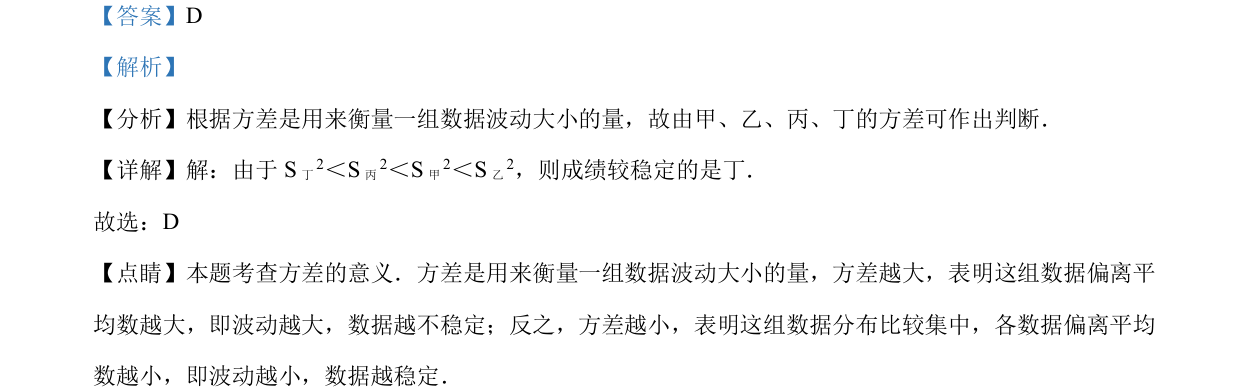 【答案】D
【解析】
【分析】根据方差是用来衡量一组数据波动大小的量，故由甲、乙、丙、丁的方差可作出判断．
【详解】解：由于 S丁²＜S丙²＜S甲²＜S乙²，则成绩较稳定的是丁．
故选：D
【点睛】本题考查方差的意义．方差是用来衡量一组数据波动大小的量，方差越大，表明这组数据偏离平
均数越大，即波动越大，数据越不稳定；反之，方差越小，表明这组数据分布比较集中，各数据偏离平均
数越小，即波动越小，数据越稳定．